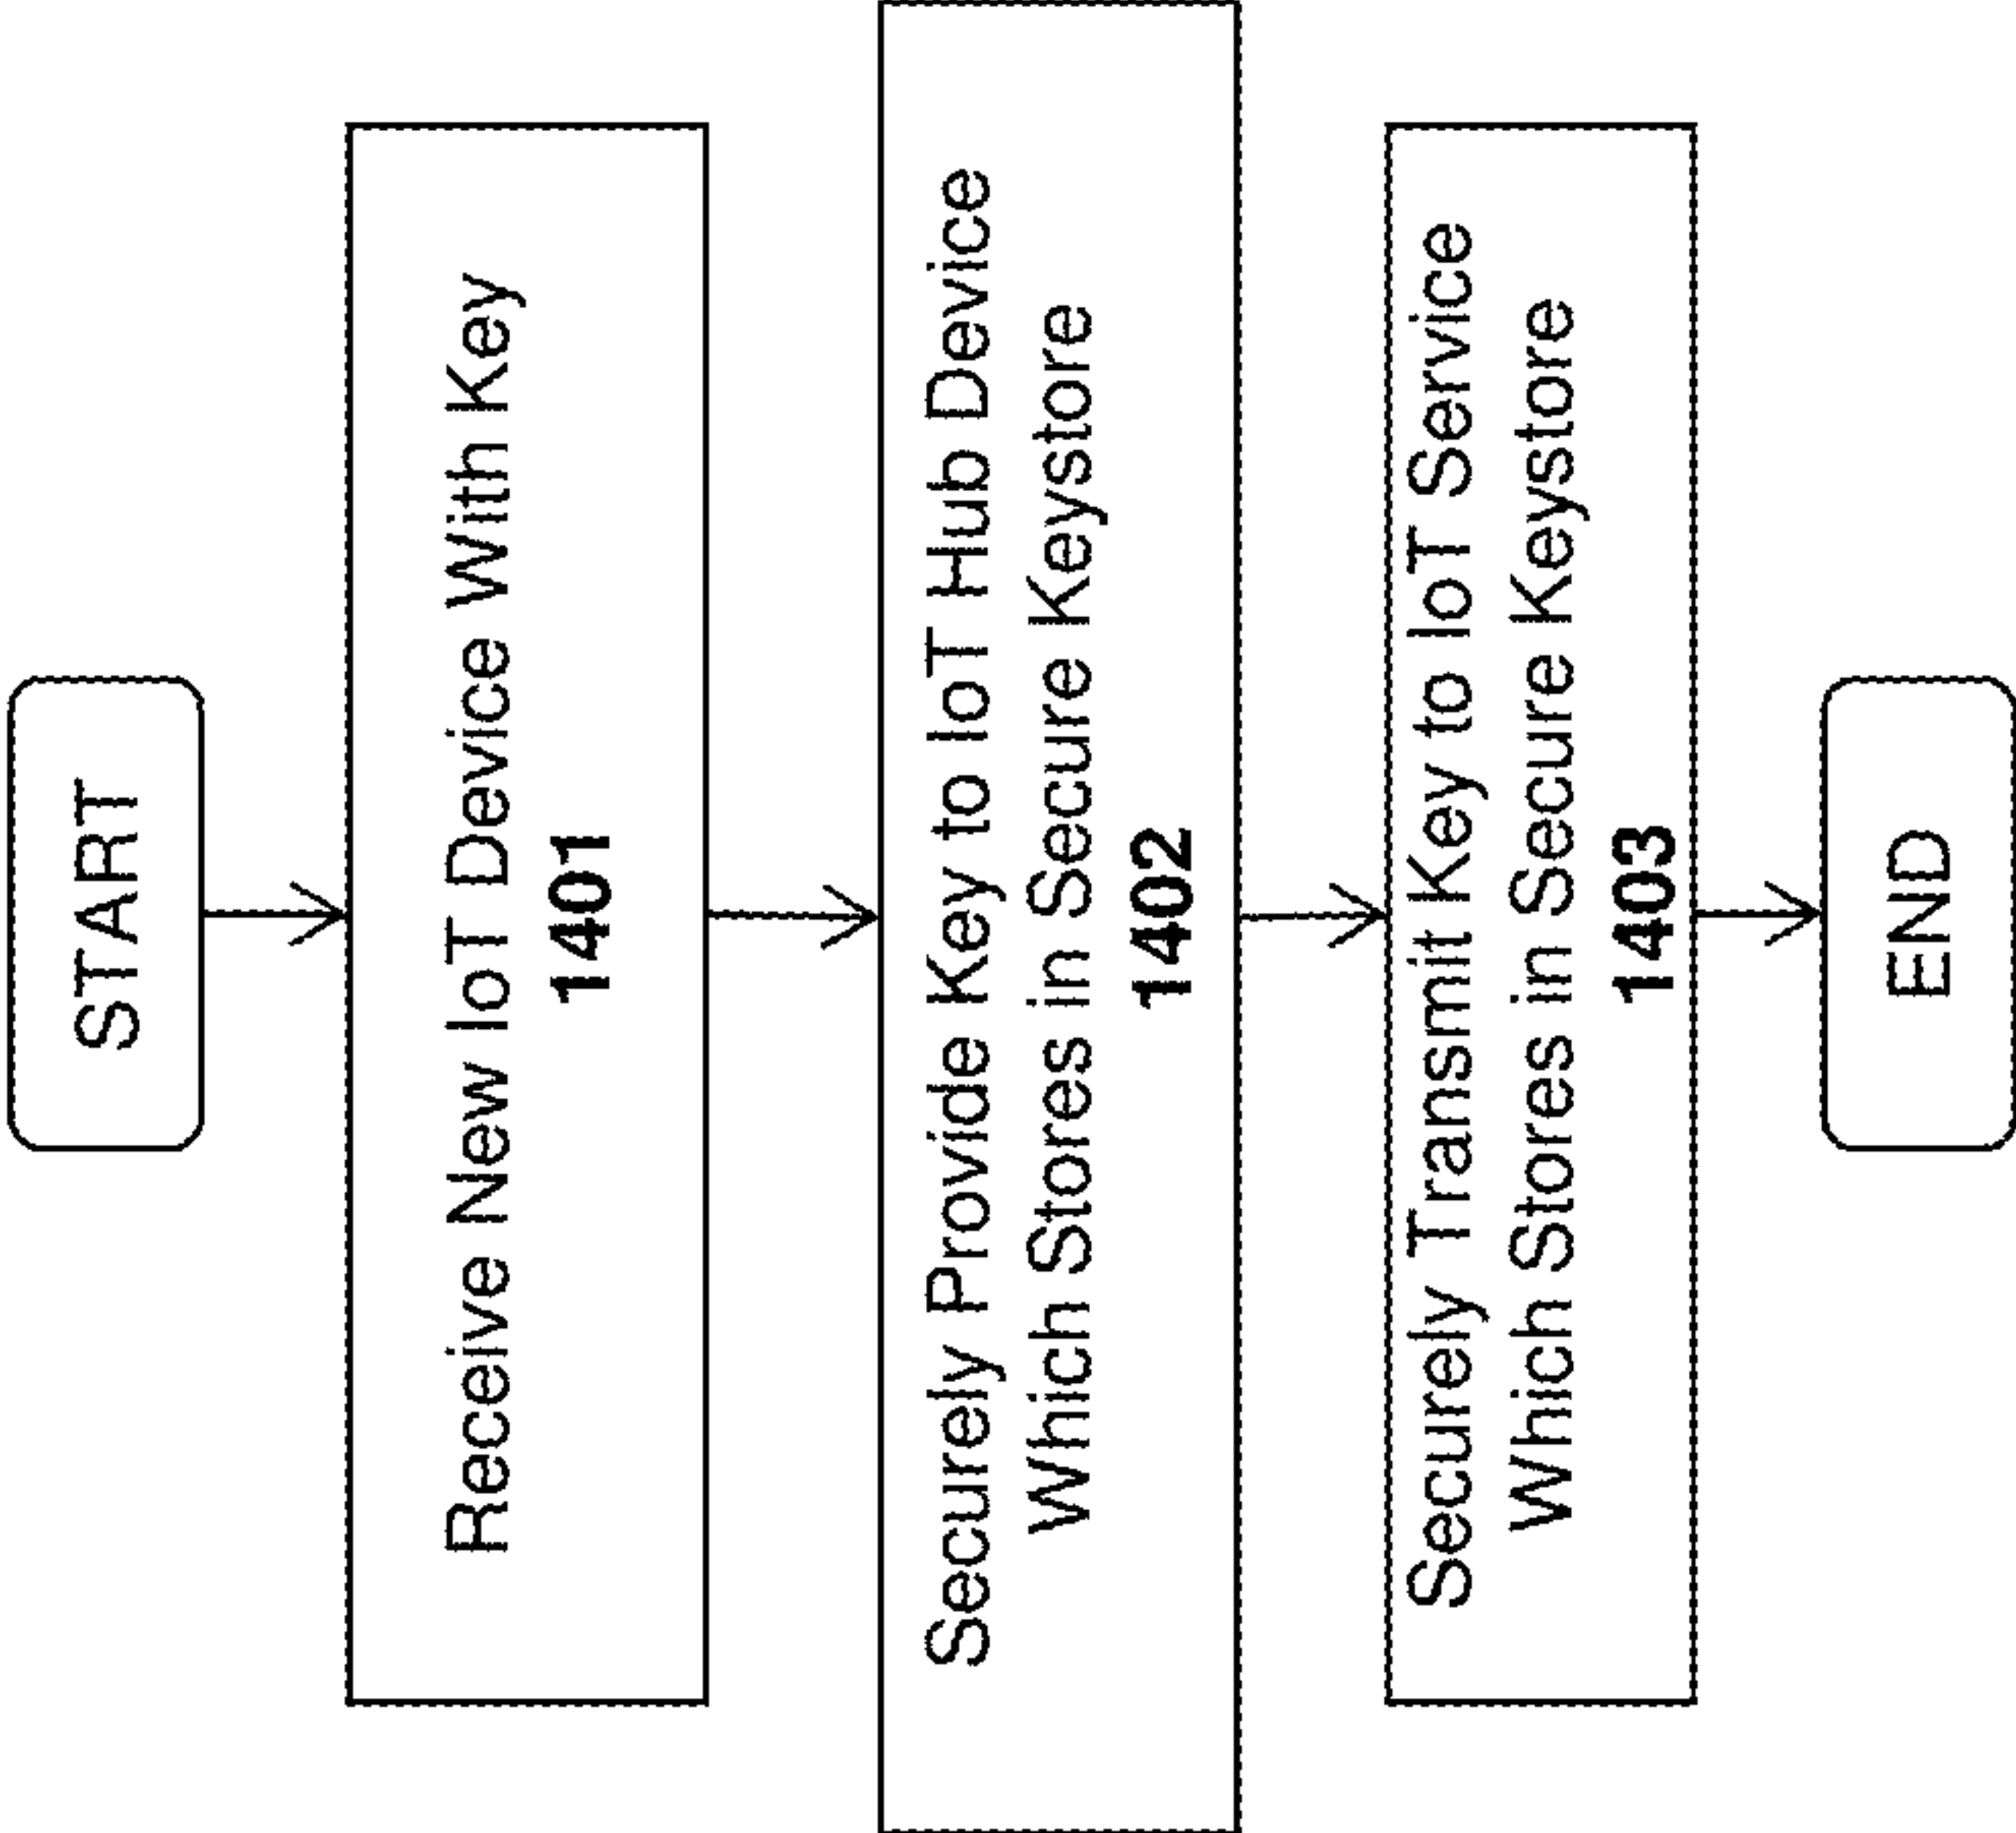 START
Receive New IoT Device With Key
1401
Securely Provide Key to IoT Hub Device
Which Stores in Secure Keystore
1402
Securely Transmit Key to IoT Service
Which Stores in Secure Keystore
1403
END